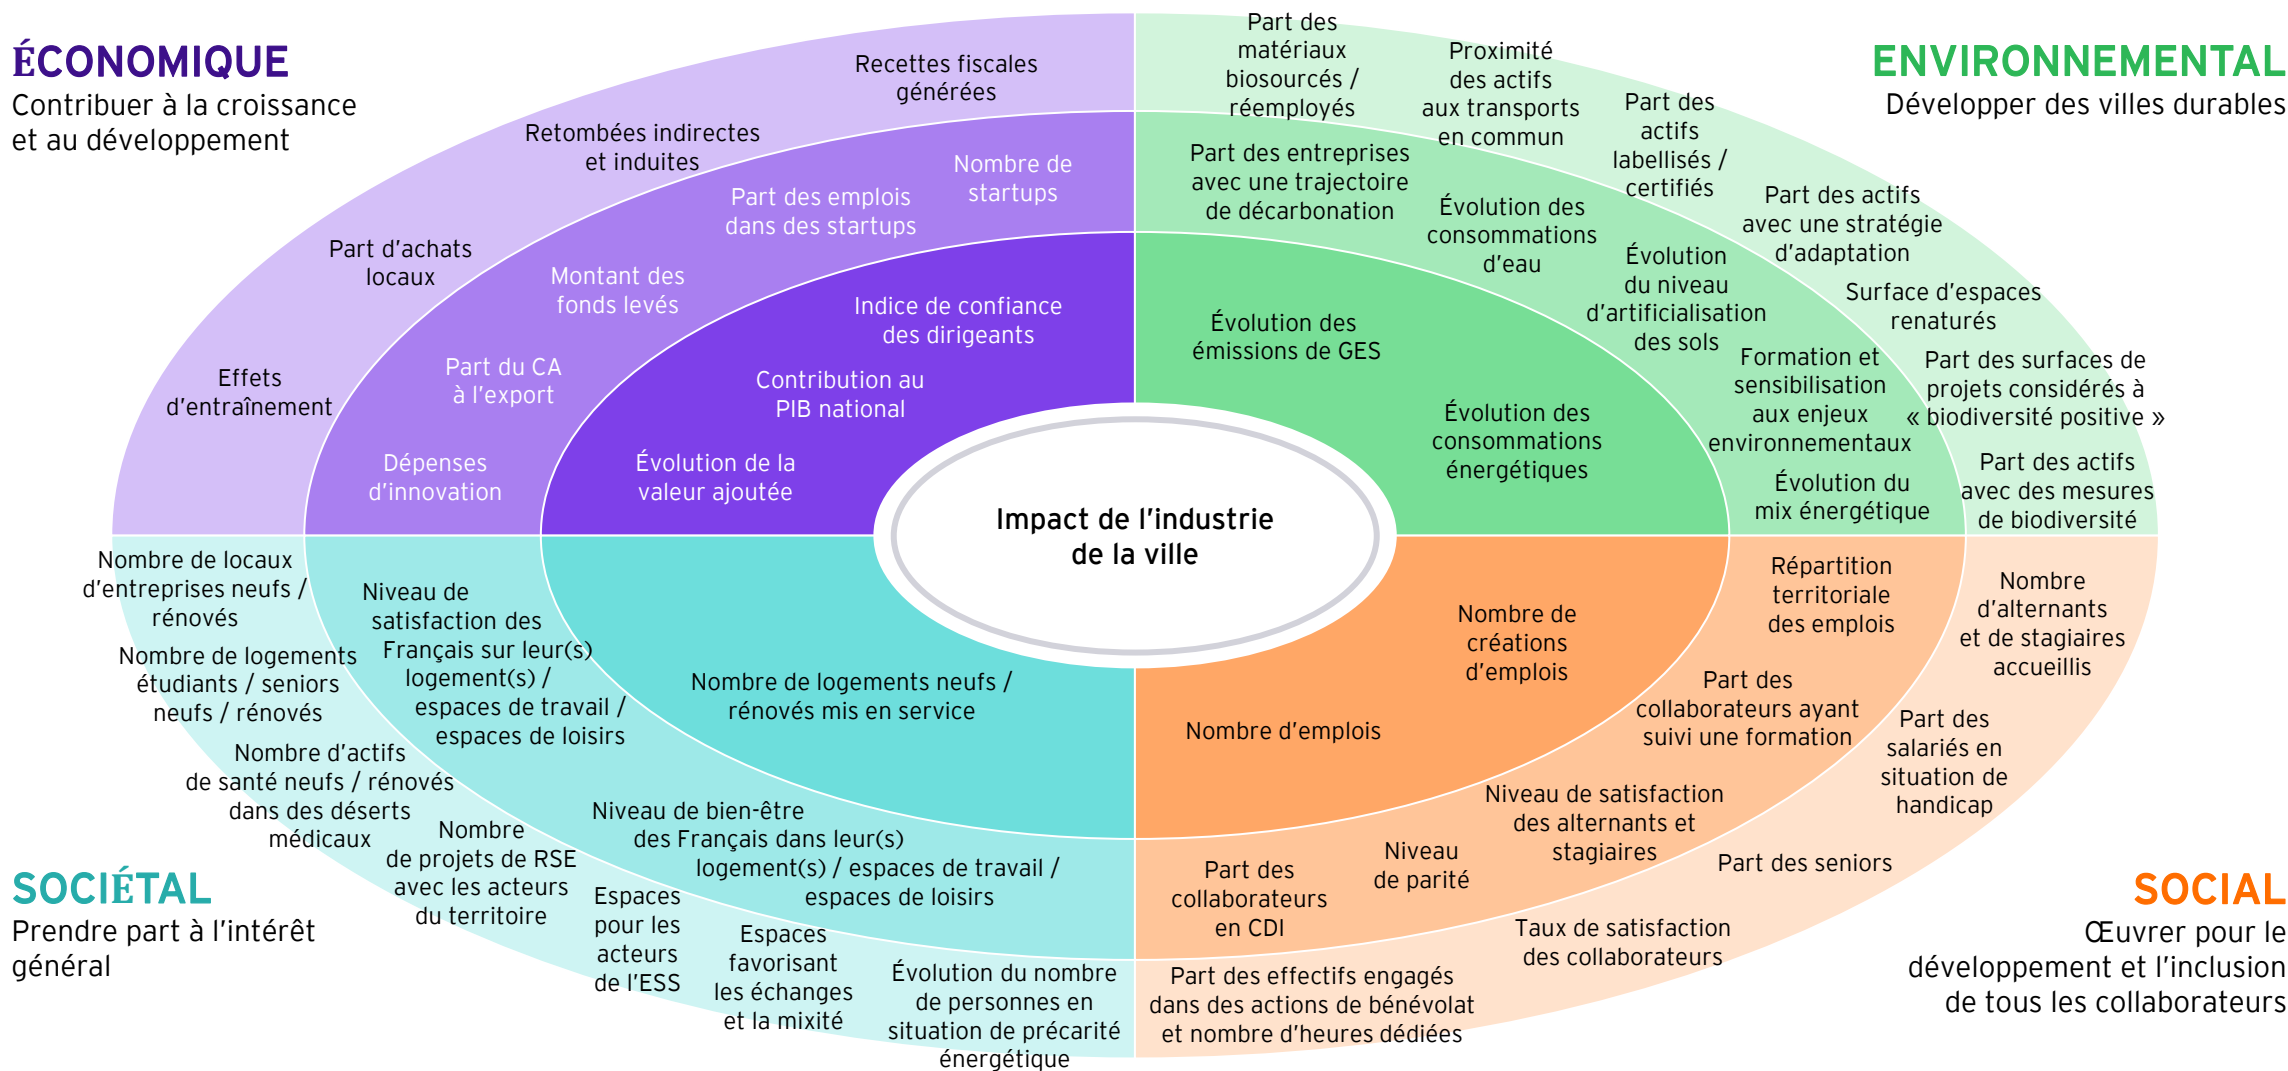 ÉCONOMIQUE
Contribuer à la croissance
et au développement
Recettes fiscales
générées
Retombées indirectes
et induites
Part d'achats
locaux
Effets
d'entraînement
Nombre de
startups
Part des emplois
dans des startups
Montant des
fonds levés
Part du CA
à l'export
Dépenses
d'innovation
Indice de confiance
des dirigeants
Contribution au
PIB national
Évolution de la
valeur ajoutée
ENVIRONNEMENTAL
Développer des villes durables
Part des
matériaux
biosourcés /
réemployés
Proximité
des actifs
aux transports
en commun
Part des
actifs
labellisés /
certifiés
Part des actifs
avec une stratégie
d'adaptation
Surface d'espaces
renaturés
Part des surfaces de
projets considérés à
« biodiversité positive »
Part des actifs
avec des mesures
de biodiversité
Part des entreprises
avec une trajectoire
de décarbonation
Évolution des
consommations
d'eau
Évolution
du niveau
d'artificialisation
des sols
Formation et
sensibilisation
aux enjeux
environnementaux
Évolution du
mix énergétique
Évolution des
émissions de GES
Évolution des
consommations
énergétiques
Impact de l'industrie
de la ville
Nombre de locaux
d'entreprises neufs /
rénovés
Nombre de logements
étudiants / seniors
neufs / rénovés
Nombre d'actifs
de santé neufs / rénovés
dans des déserts
médicaux
Nombre
de projets de RSE
avec les acteurs
du territoire
Espaces
pour les
acteurs
de l'ESS
Espaces
favorisant
les échanges
et la mixité
Évolution du nombre
de personnes en
situation de précarité
énergétique
Niveau de
satisfaction des
Français sur leur(s)
logement(s) /
espaces de travail /
espaces de loisirs
Niveau de bien-être
des Français dans leur(s)
logement(s) / espaces de travail /
espaces de loisirs
Nombre de logements neufs /
rénovés mis en service
SOCIÉTAL
Prendre part à l'intérêt
général
Nombre de
créations
d'emplois
Nombre d'emplois
Répartition
territoriale
des emplois
Part des
collaborateurs ayant
suivi une formation
Niveau de satisfaction
des alternants et
stagiaires
Niveau
de parité
Part des
collaborateurs
en CDI
Nombre
d'alternants
et de stagiaires
accueillis
Part des
salariés en
situation de
handicap
Part des seniors
Taux de satisfaction
des collaborateurs
Part des effectifs engagés
dans des actions de bénévolat
et nombre d'heures dédiées
SOCIAL
Œuvrer pour le
développement et l'inclusion
de tous les collaborateurs